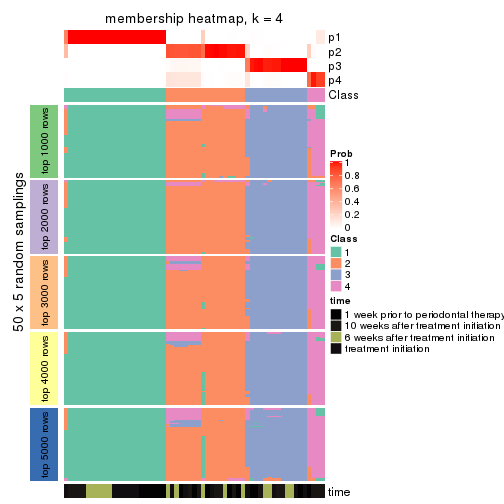 membership heatmap, k = 4
p1
p2
p3
p4
Class
50 x 5 random samplings
top 1000 rows
top 2000 rows
top 3000 rows
top 4000 rows
top 5000 rows
Prob
1
0.8
0.6
0.4
0.2
0
Class
1
2
3
4
time
1 week prior to periodontal therapy
10 weeks after treatment initiation
6 weeks after treatment initiation
treatment initiation
time